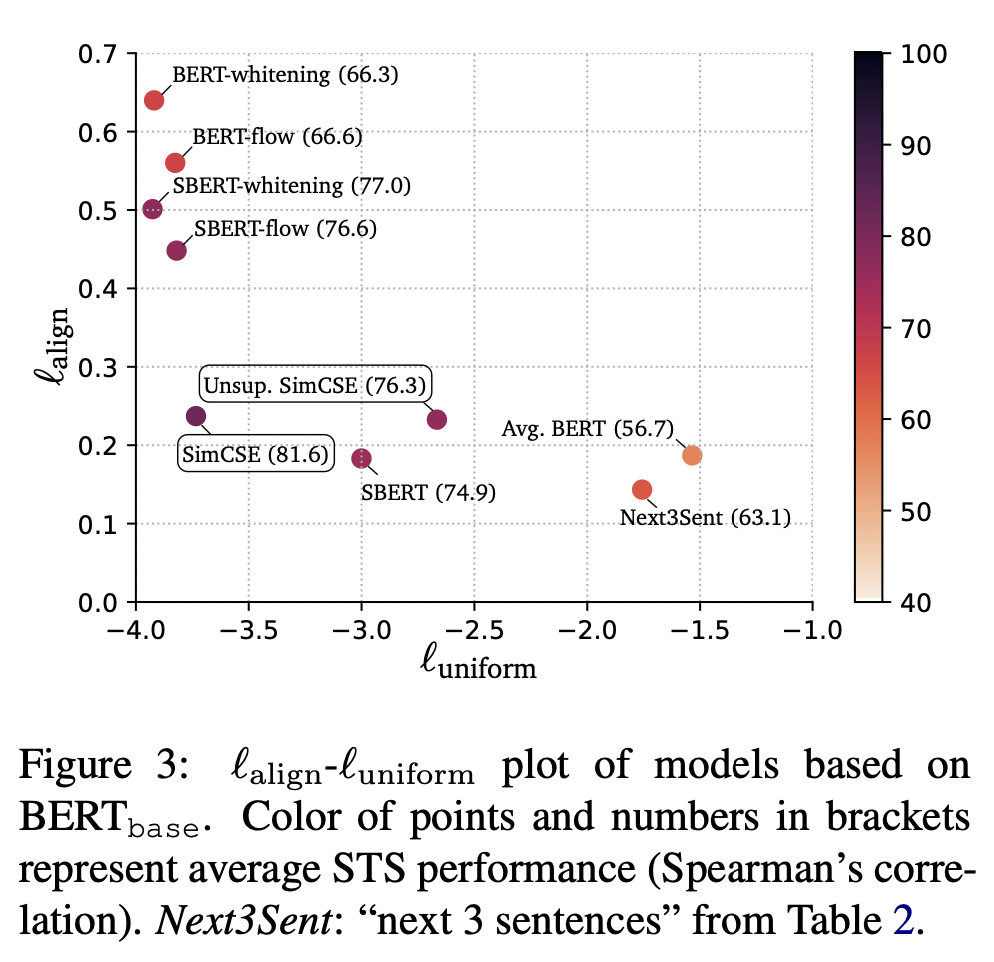 0.7
0.6
0.5
0.4
0.3
0.2
0.1
0.0
ℓalign
BERT-whitening (66.3)
BERT-flow (66.6)
SBERT-whitening (77.0)
SBERT-flow (76.6)
Unsup. SimCSE (76.3)
SimCSE (81.6)
SBERT (74.9)
Avg. BERT (56.7)
Next3Sent (63.1)
−4.0 −3.5 −3.0 −2.5 −2.0 −1.5 −1.0
ℓuniform
100
90
80
70
60
50
40
Figure 3: ℓalign-ℓuniform plot of models based on
BERTbase. Color of points and numbers in brackets
represent average STS performance (Spearman’s corre-
lation). Next3Sent: “next 3 sentences” from Table 2.